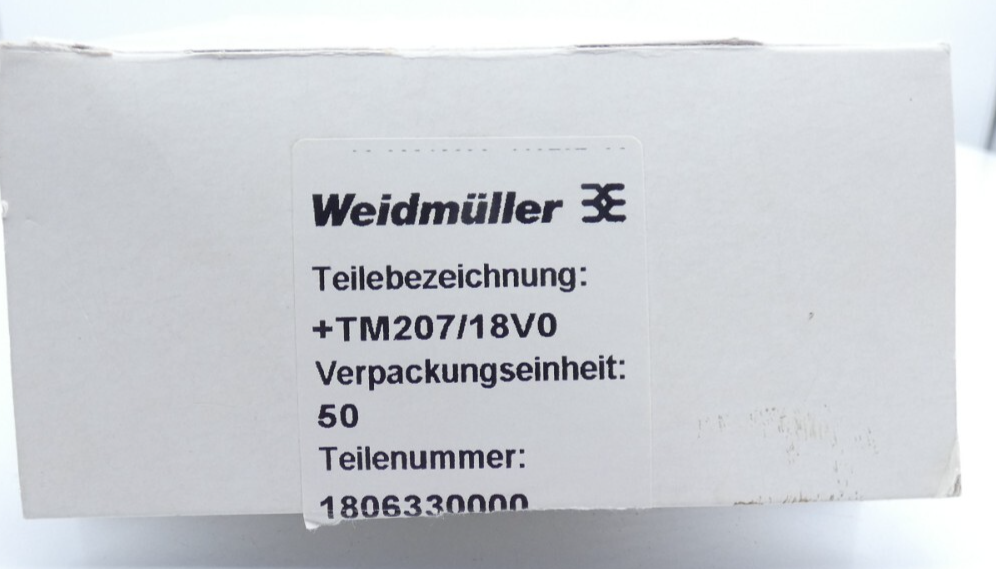 Weidmüller
Teilebezeichnung:
+TM207/18V0
Verpackungseinheit:
50
Teilenummer:
1806330000